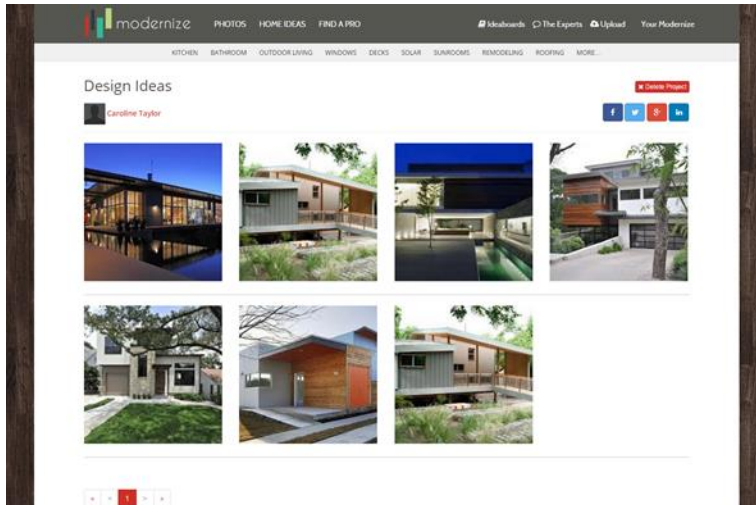 modernize PHOTOS HOME IDEAS FIND A PRO Ideaboards The Experts Upload Your Modernize
KITCHEN BATHROOM OUTDOOR LIVING WINDOWS DECKS SOLAR SUNROOMS REMODELING ROOFING MORE...
Design Ideas
× Delete Project
Caroline Taylor
f g+ in
« < 1 > »